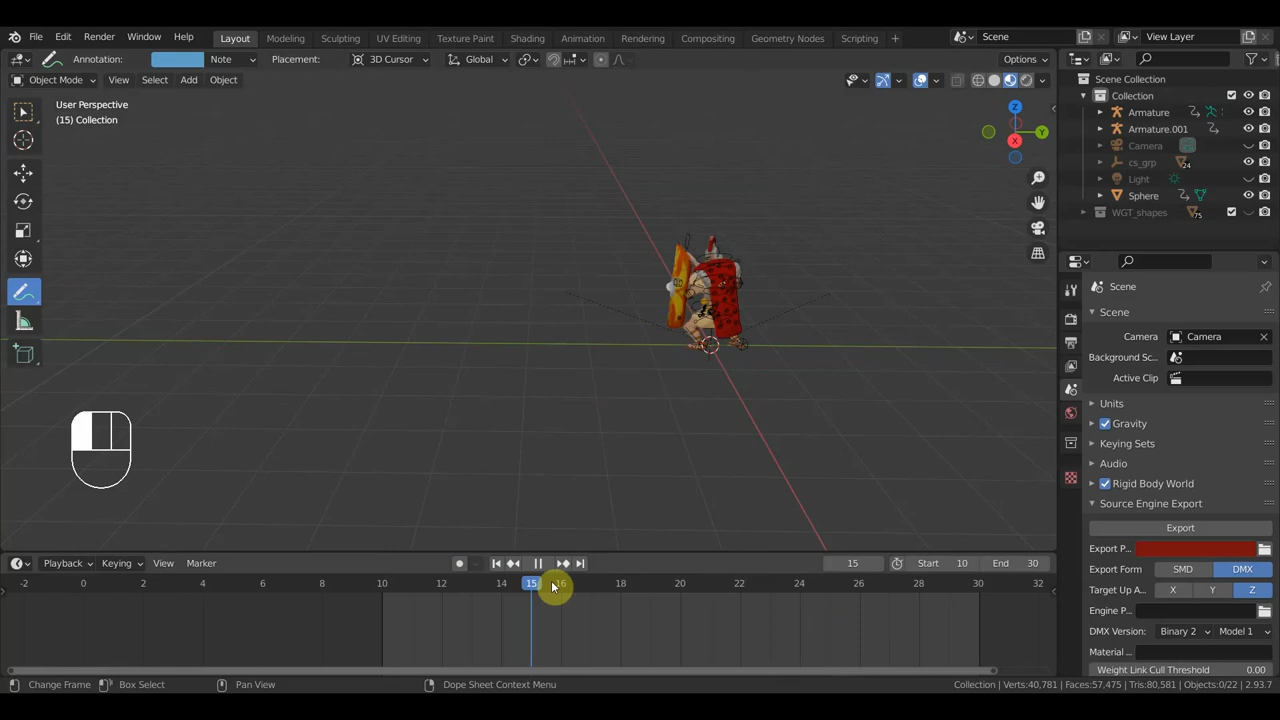 File Edit Render Window Help Layout Modeling Sculpting UV Editing Texture Paint Shading Animation Rendering Compositing Geometry Nodes Scripting + Scene View Layer
Annotation: Note Placement: 3D Cursor Global Options
Object Mode View Select Add Object
User Perspective
(15) Collection
Z
Y
X
Scene Collection
Collection
Armature
Armature.001
Camera
cs_grp 24
Light
Sphere
WGT_shapes 75
Scene
Scene
Camera Camera
Background Sc...
Active Clip
Units
Gravity
Keying Sets
Audio
Rigid Body World
Source Engine Export
Export
Export P...
Export Form SMD DMX
Target Up A... X Y Z
Engine P...
DMX Version: Binary 2 Model 1
Material ...
Weight Link Cull Threshold 0.00
Playback Keying View Marker 15 Start 10 End 30
-2 0 2 4 6 8 10 12 14 15 16 18 20 22 24 26 28 30 32
Change Frame Box Select Pan View Dope Sheet Context Menu Collection | Verts:40,781 | Faces:57,475 | Tris:80,581 | Objects:0/22 | 2.93.7